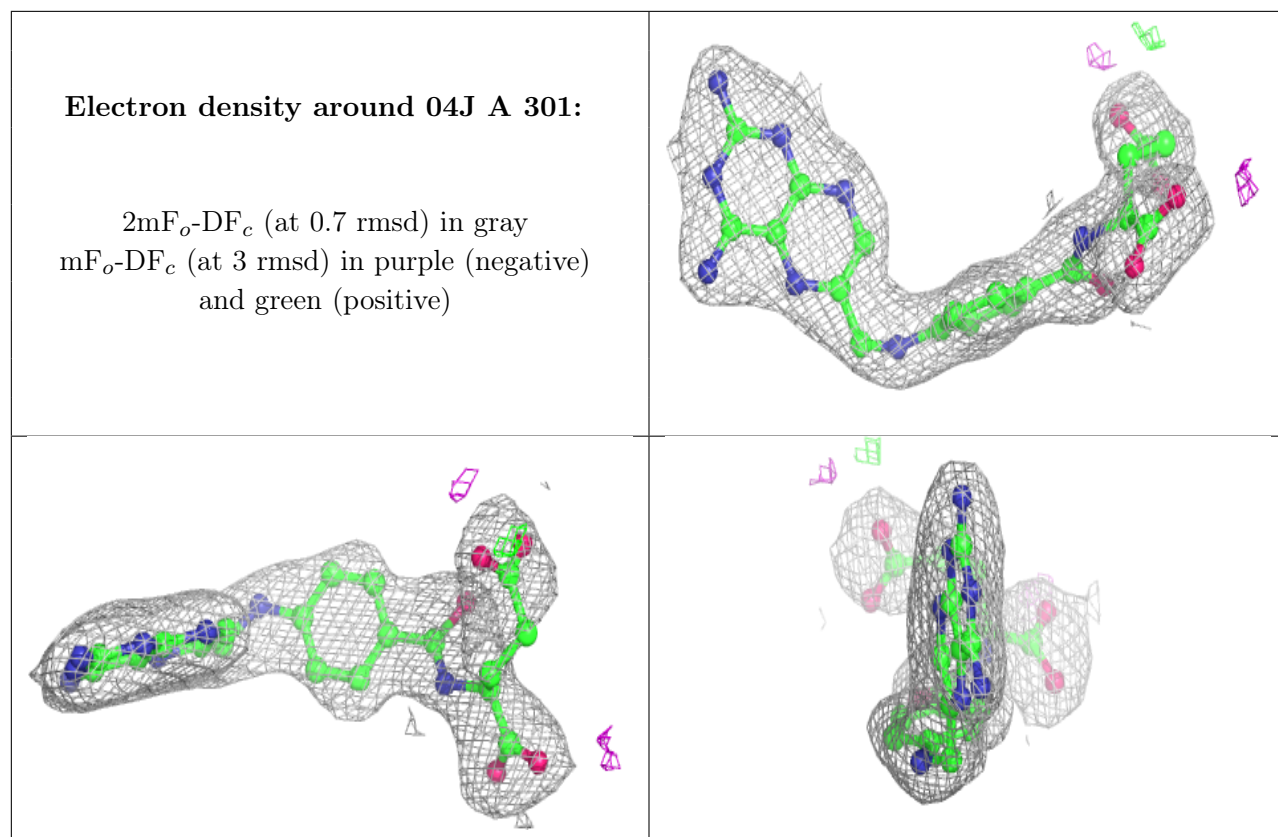 Electron density around 04J A 301:
2mFₒ-DF𝒸 (at 0.7 rmsd) in gray
mFₒ-DF𝒸 (at 3 rmsd) in purple (negative)
and green (positive)